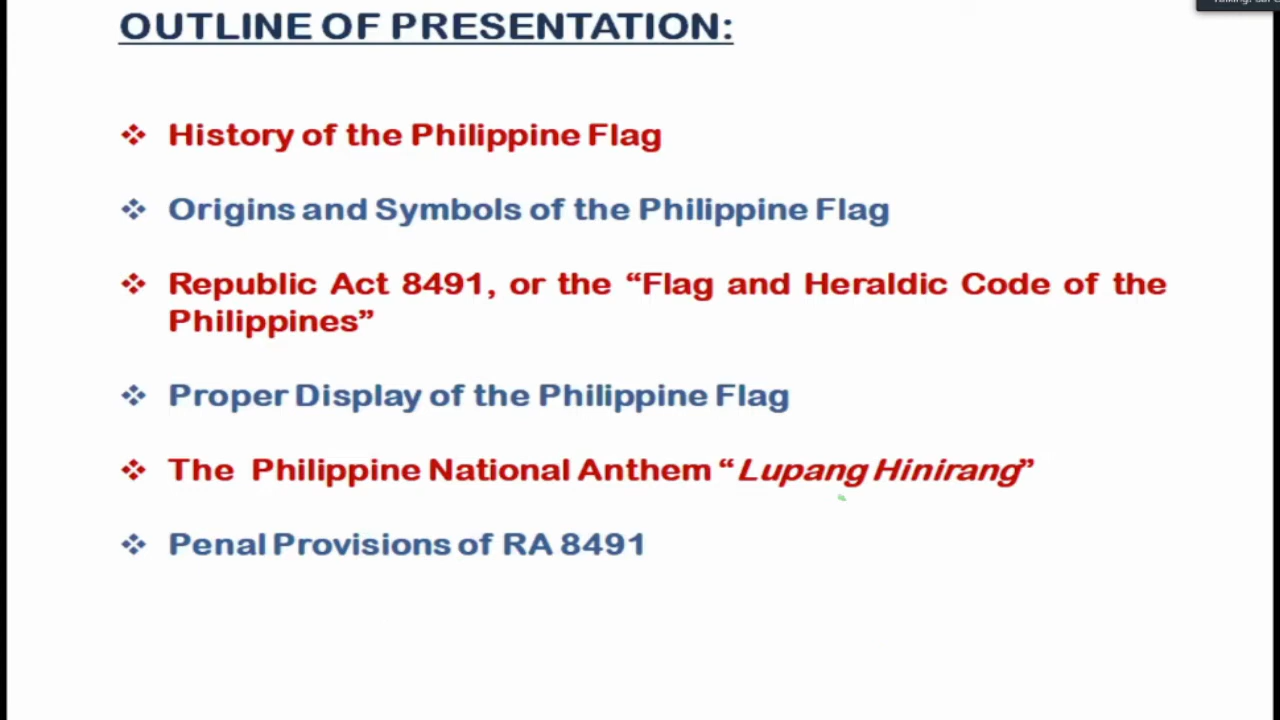 OUTLINE OF PRESENTATION:
❖ History of the Philippine Flag
❖ Origins and Symbols of the Philippine Flag
❖ Republic Act 8491, or the “Flag and Heraldic Code of the
Philippines”
❖ Proper Display of the Philippine Flag
❖ The Philippine National Anthem “Lupang Hinirang”
❖ Penal Provisions of RA 8491